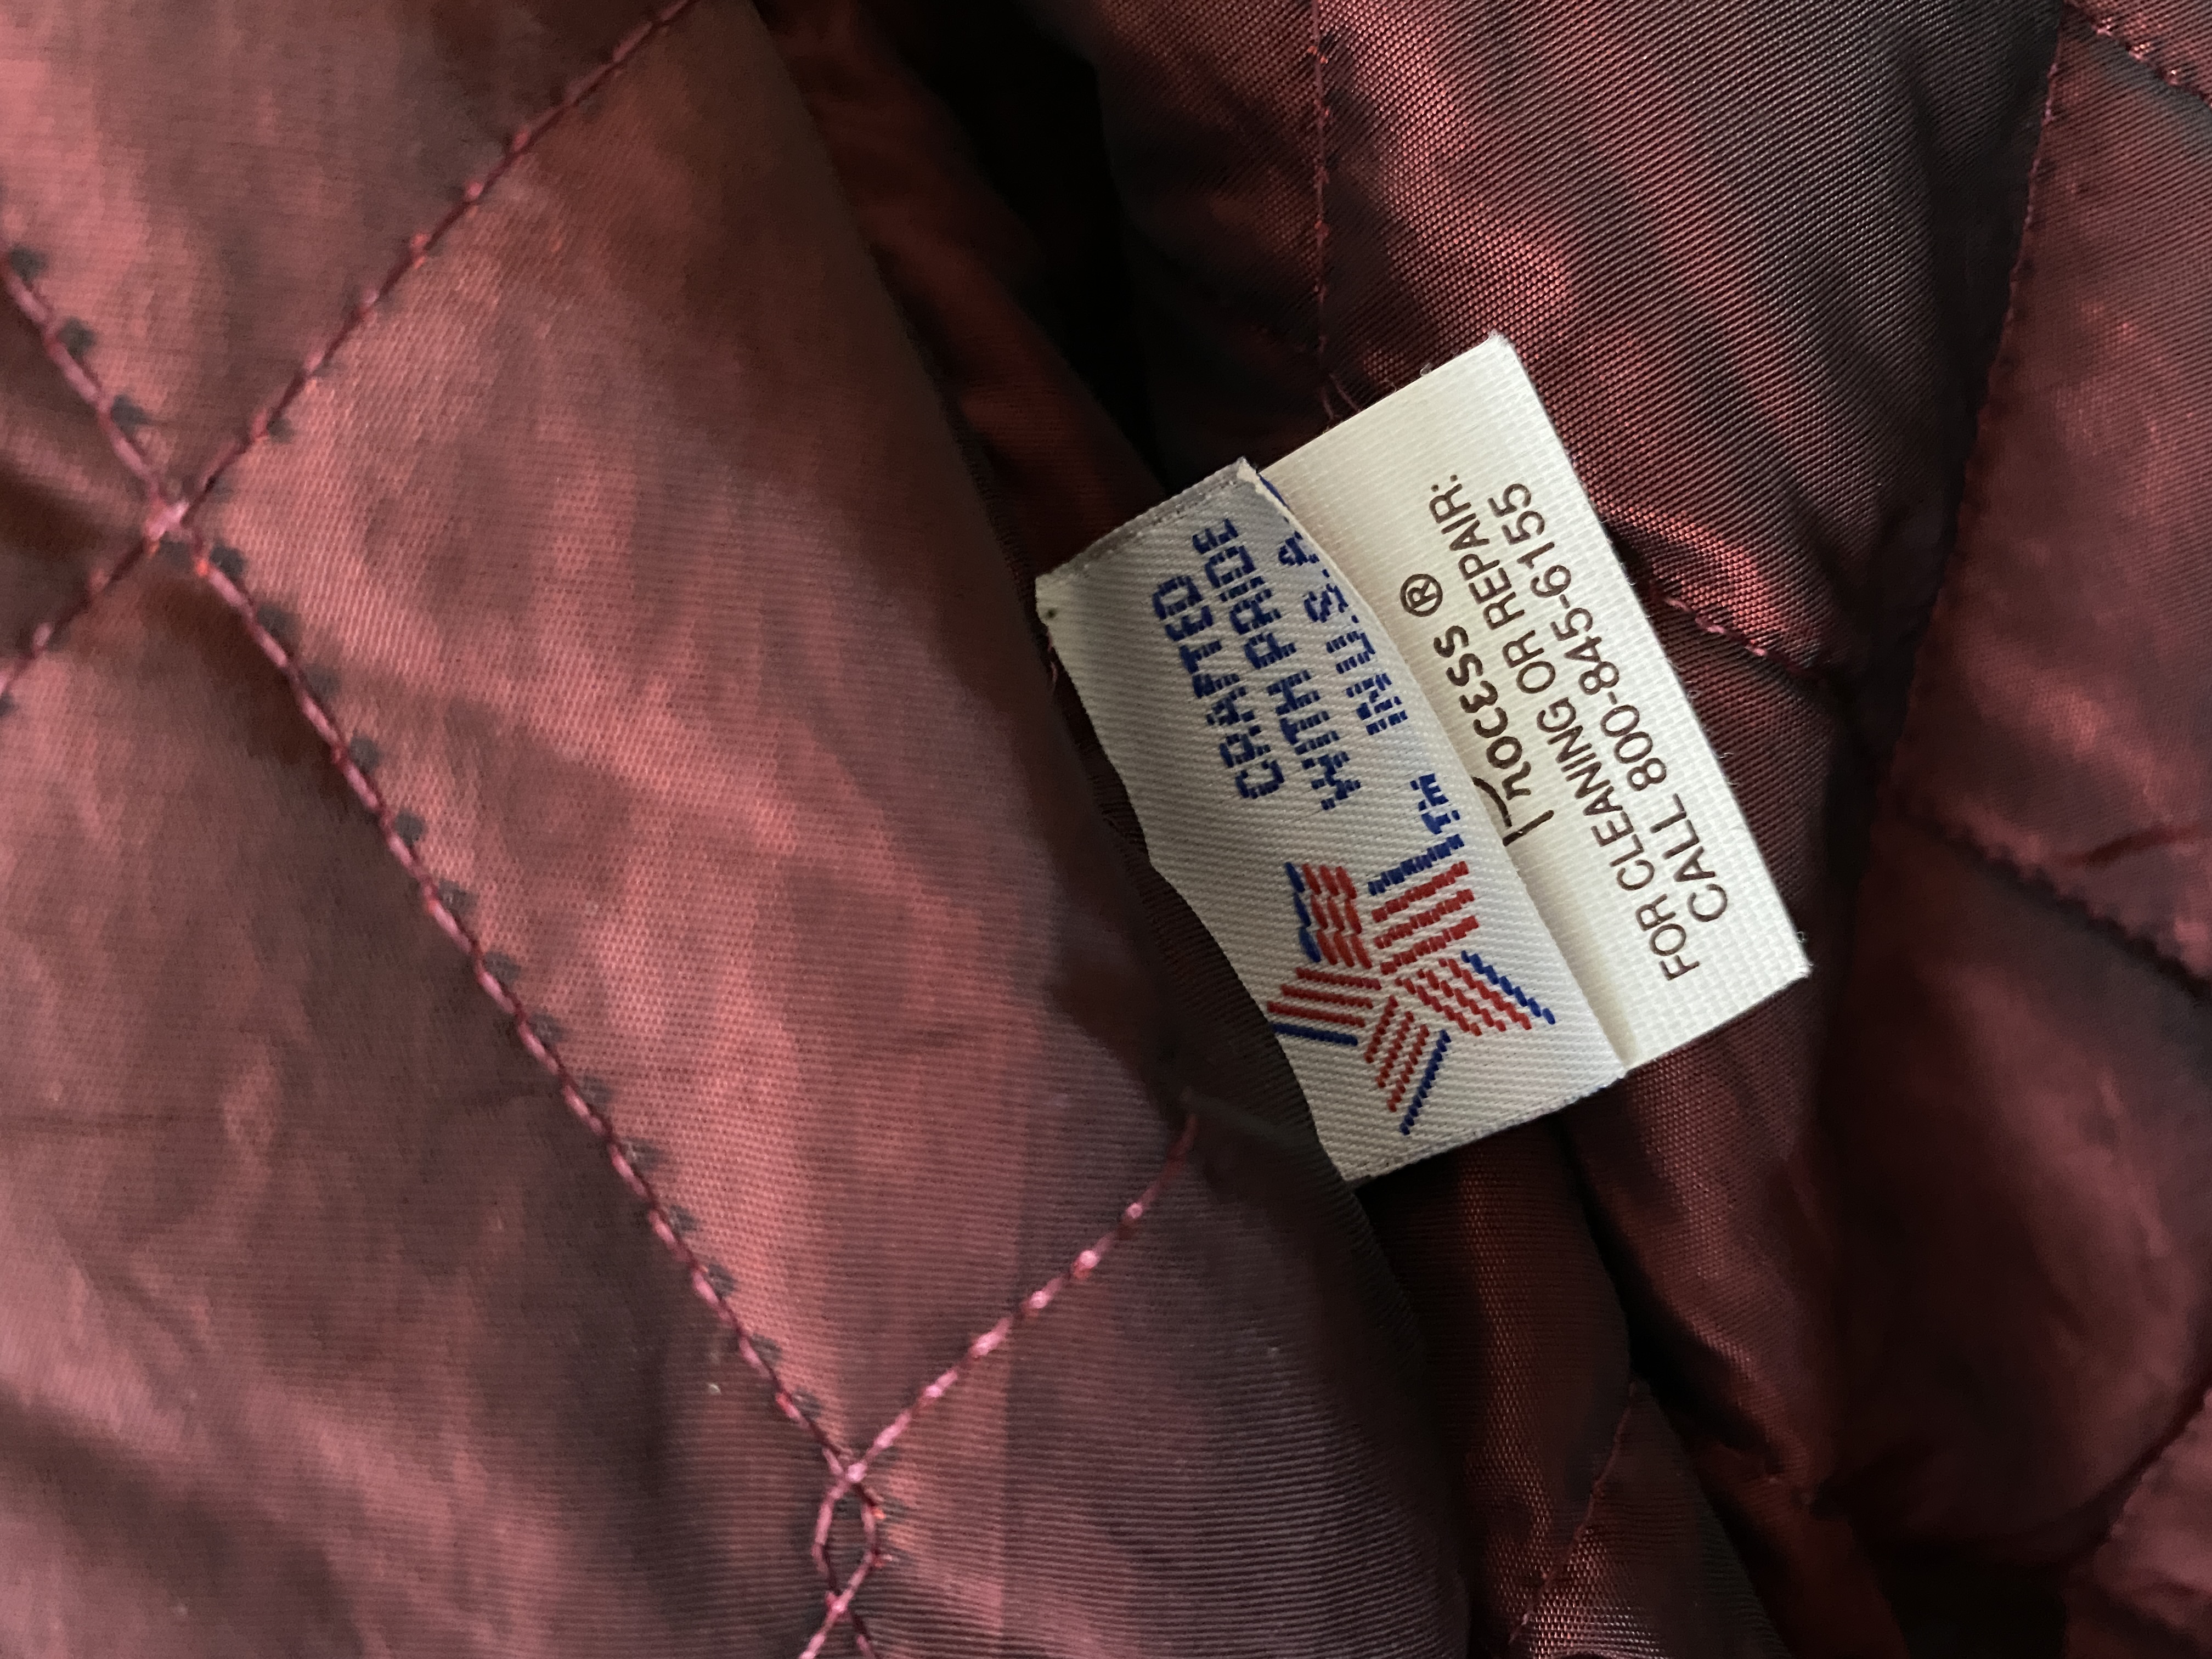 CRAFTED
WITH PRIDE
IN U.S.A
TM
Process ®
FOR CLEANING OR REPAIR:
CALL 800-845-6155